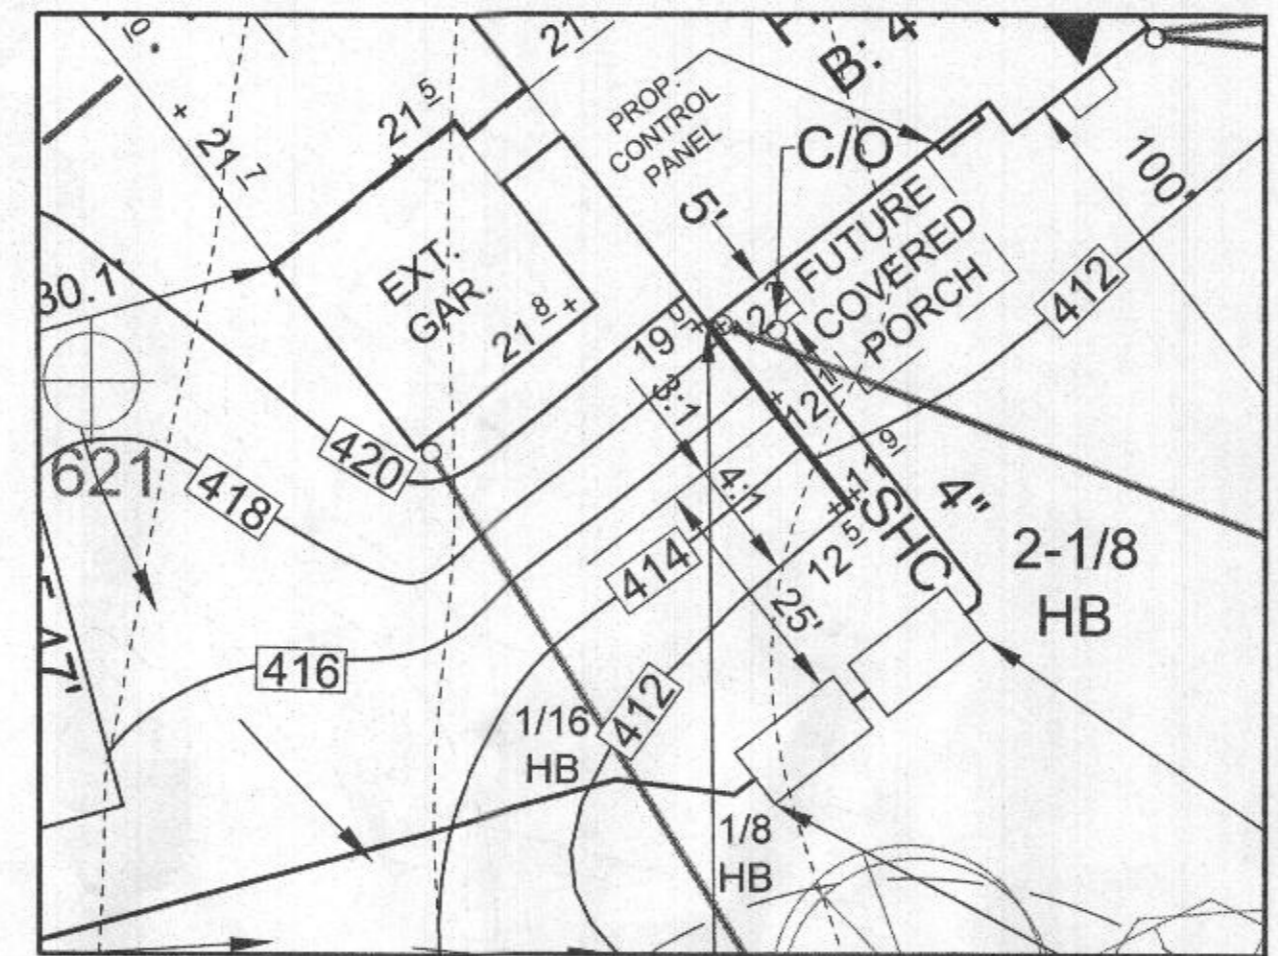 21
B: 4
PROP.
CONTROL
PANEL
C/O
21 5
21 7
5'
100'
FUTURE
COVERED
PORCH
412
EXT.
GAR.
30.1'
21 8
19
3:1
12
4:1
11 9
SHC
4"
2-1/8
HB
420
621
418
414
12 5
25'
416
412
1/16
HB
1/8
HB